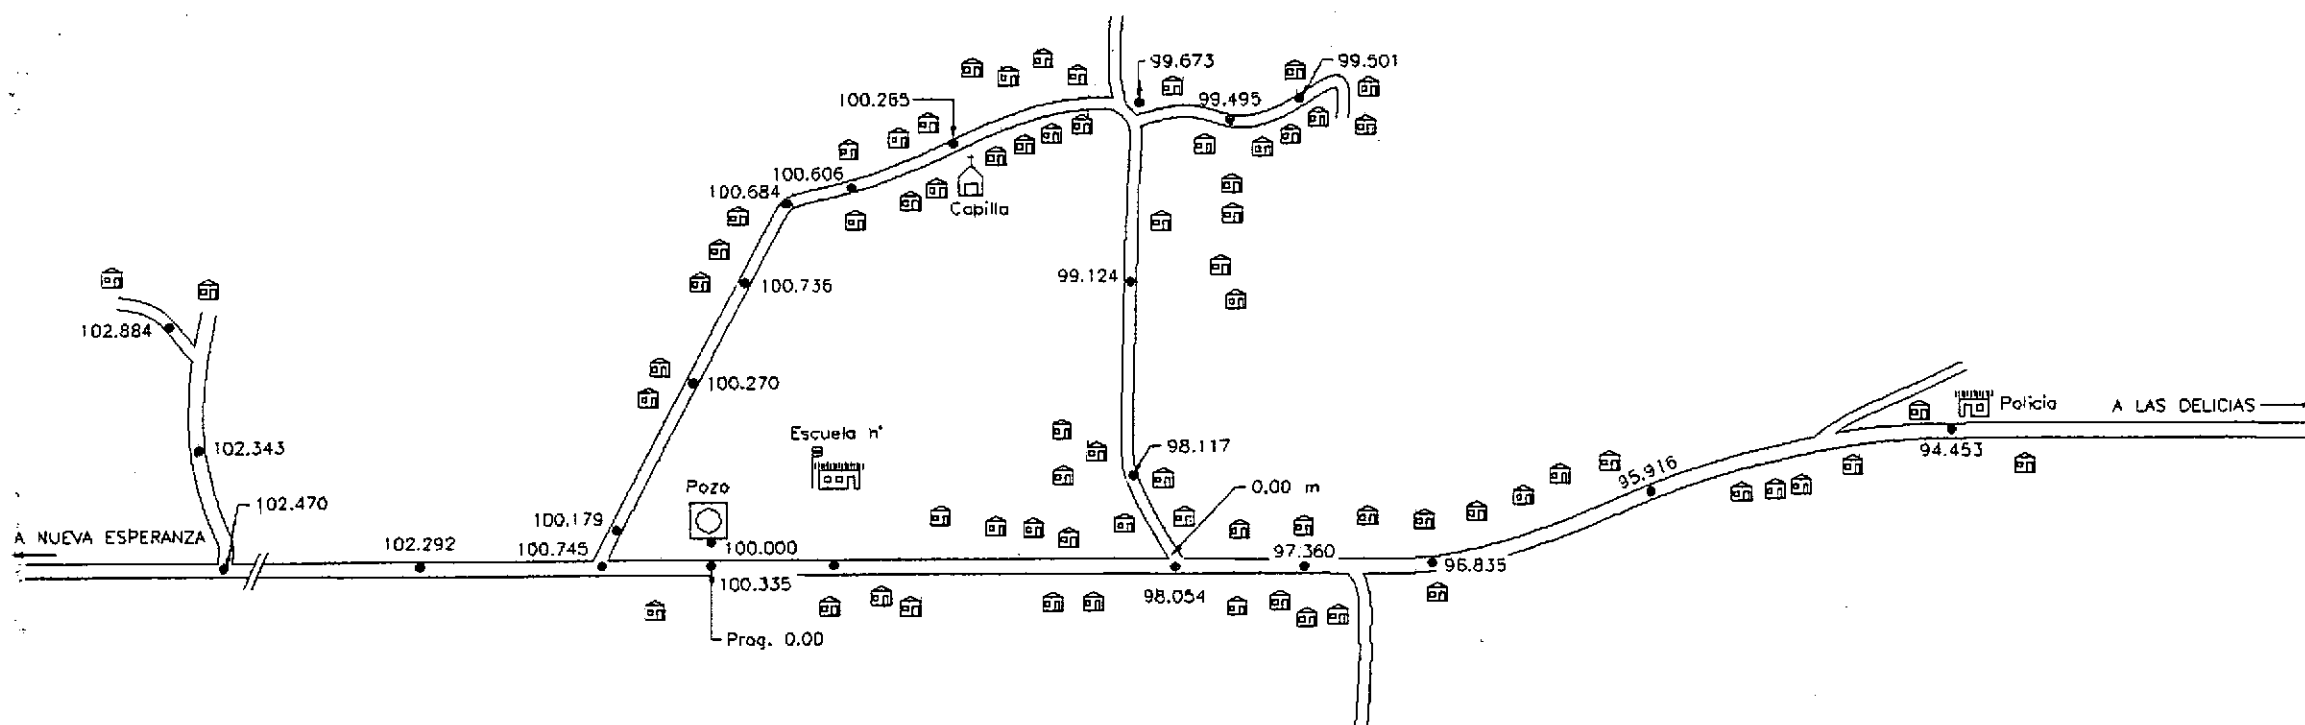 99.673
99.501
100.265
99.495
100.606
100.684
Capilla
99.124
100.736
102.884
100.270
Policia
A LAS DELICIAS
94.453
Escuela n°
98.117
95.916
102.343
Pozo
0.00 m
102.470
100.179
A NUEVA ESPERANZA
102.292
100.745
100.000
97.360
96.835
100.335
98.054
Prog. 0.00